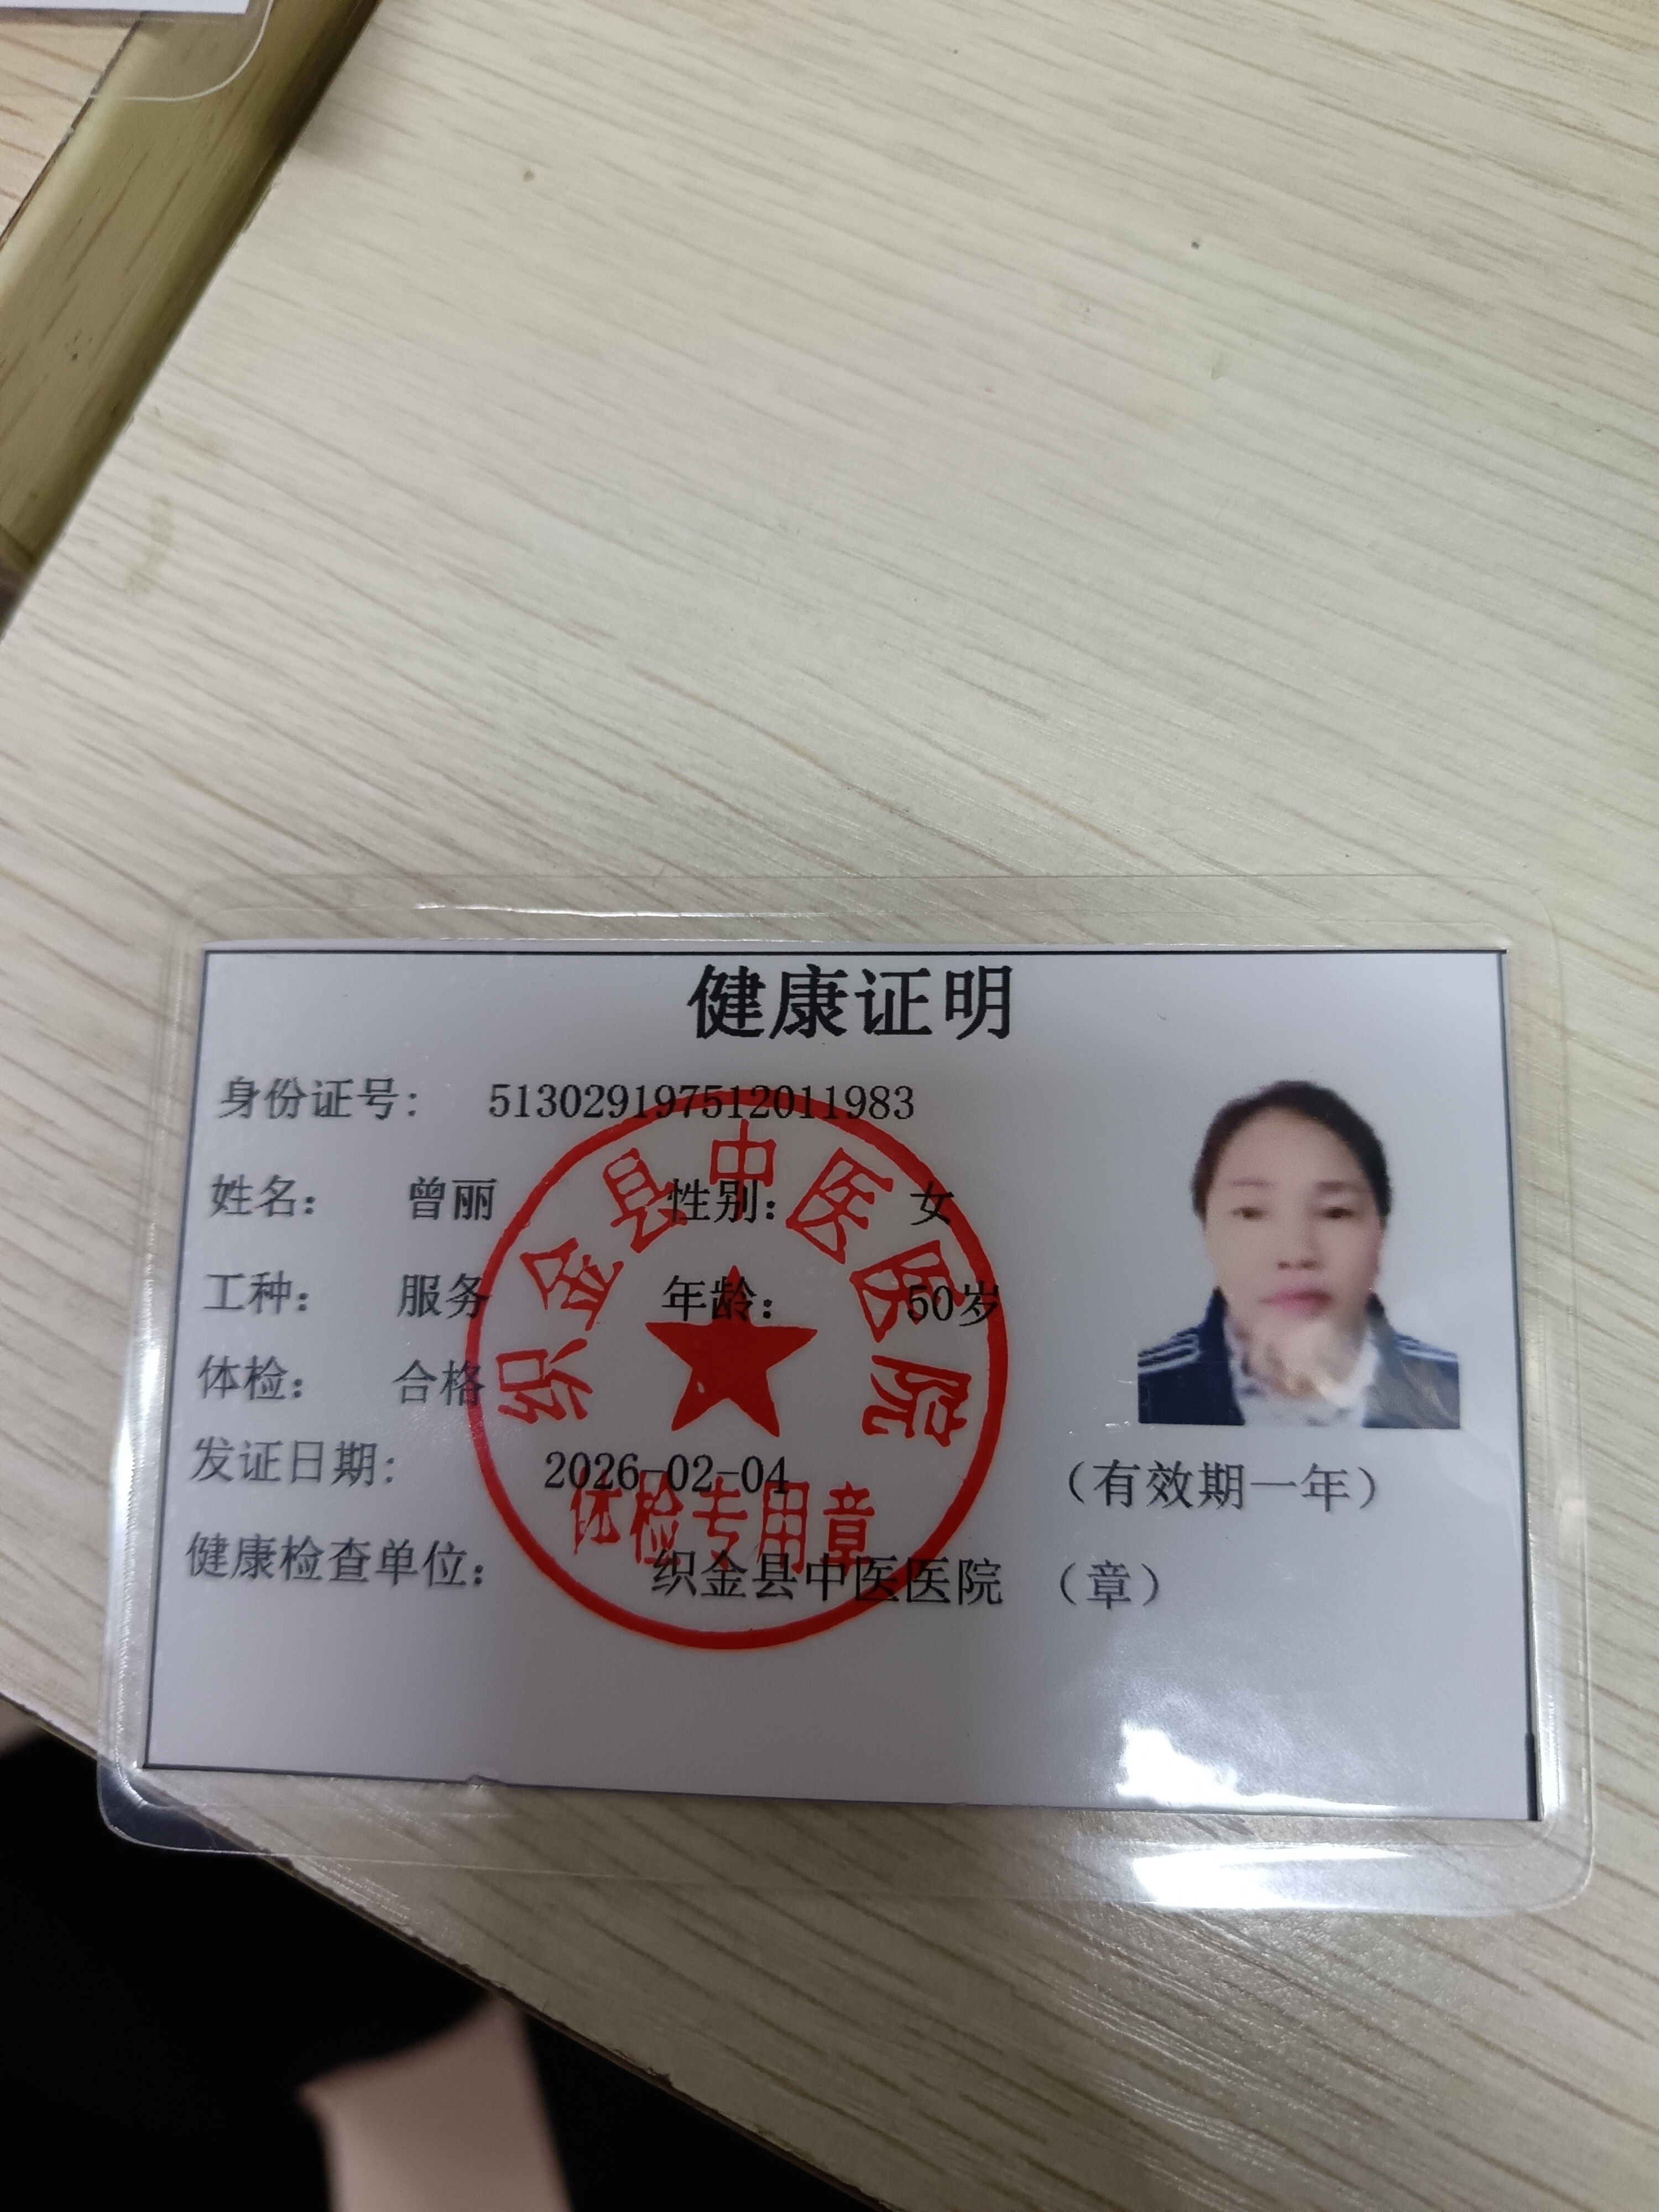 健康证明
身份证号: 513029197512011983
姓名: 曾丽 性别: 女
工种: 服务 年龄: 50岁
体检: 合格
发证日期: 2026-02-04 (有效期一年)
健康检查单位: 织金县中医医院 (章)
织金县中医医院
体检专用章